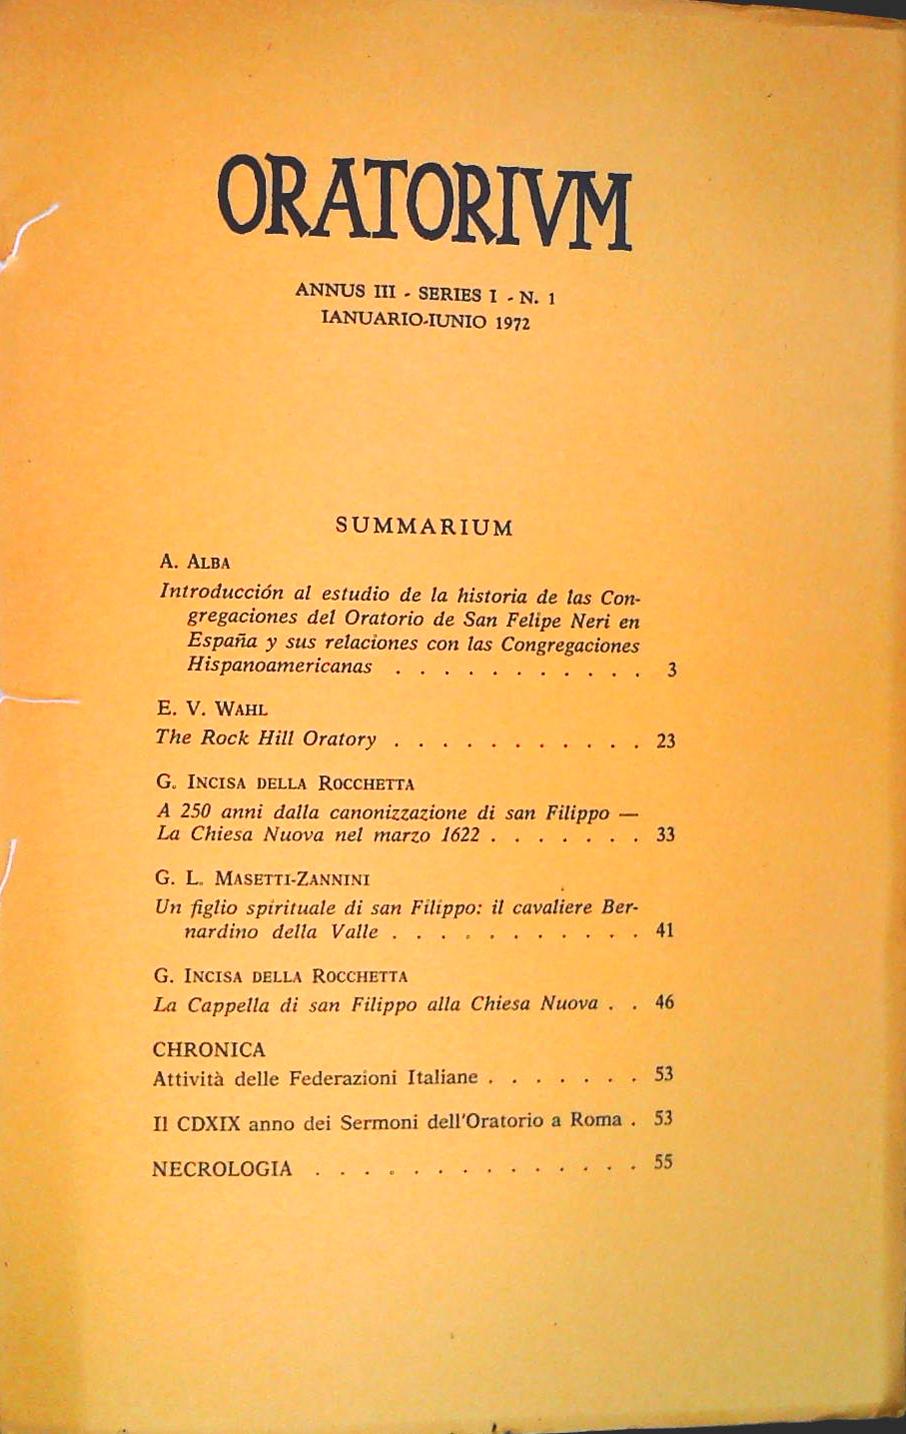 ORATORIVM
ANNUS III - SERIES I - N. 1
IANUARIO-IUNIO 1972
SUMMARIUM
A. ALBA
Introducción al estudio de la historia de las Con-
gregaciones del Oratorio de San Felipe Neri en
España y sus relaciones con las Congregaciones
Hispanoamericanas . . . . . . . . . . . 3
E. V. WAHL
The Rock Hill Oratory . . . . . . . . . . . 23
G. INCISA DELLA ROCCHETTA
A 250 anni dalla canonizzazione di san Filippo —
La Chiesa Nuova nel marzo 1622 . . . . . . . 33
G. L. MASETTI-ZANNINI
Un figlio spirituale di san Filippo: il cavaliere Ber-
nardino della Valle . . . . . . . . . . . 41
G. INCISA DELLA ROCCHETTA
La Cappella di san Filippo alla Chiesa Nuova . . 46
CHRONICA
Attività delle Federazioni Italiane . . . . . . . 53
Il CDXIX anno dei Sermoni dell'Oratorio a Roma . 53
NECROLOGIA . . . . . . . . . . . . . . 55